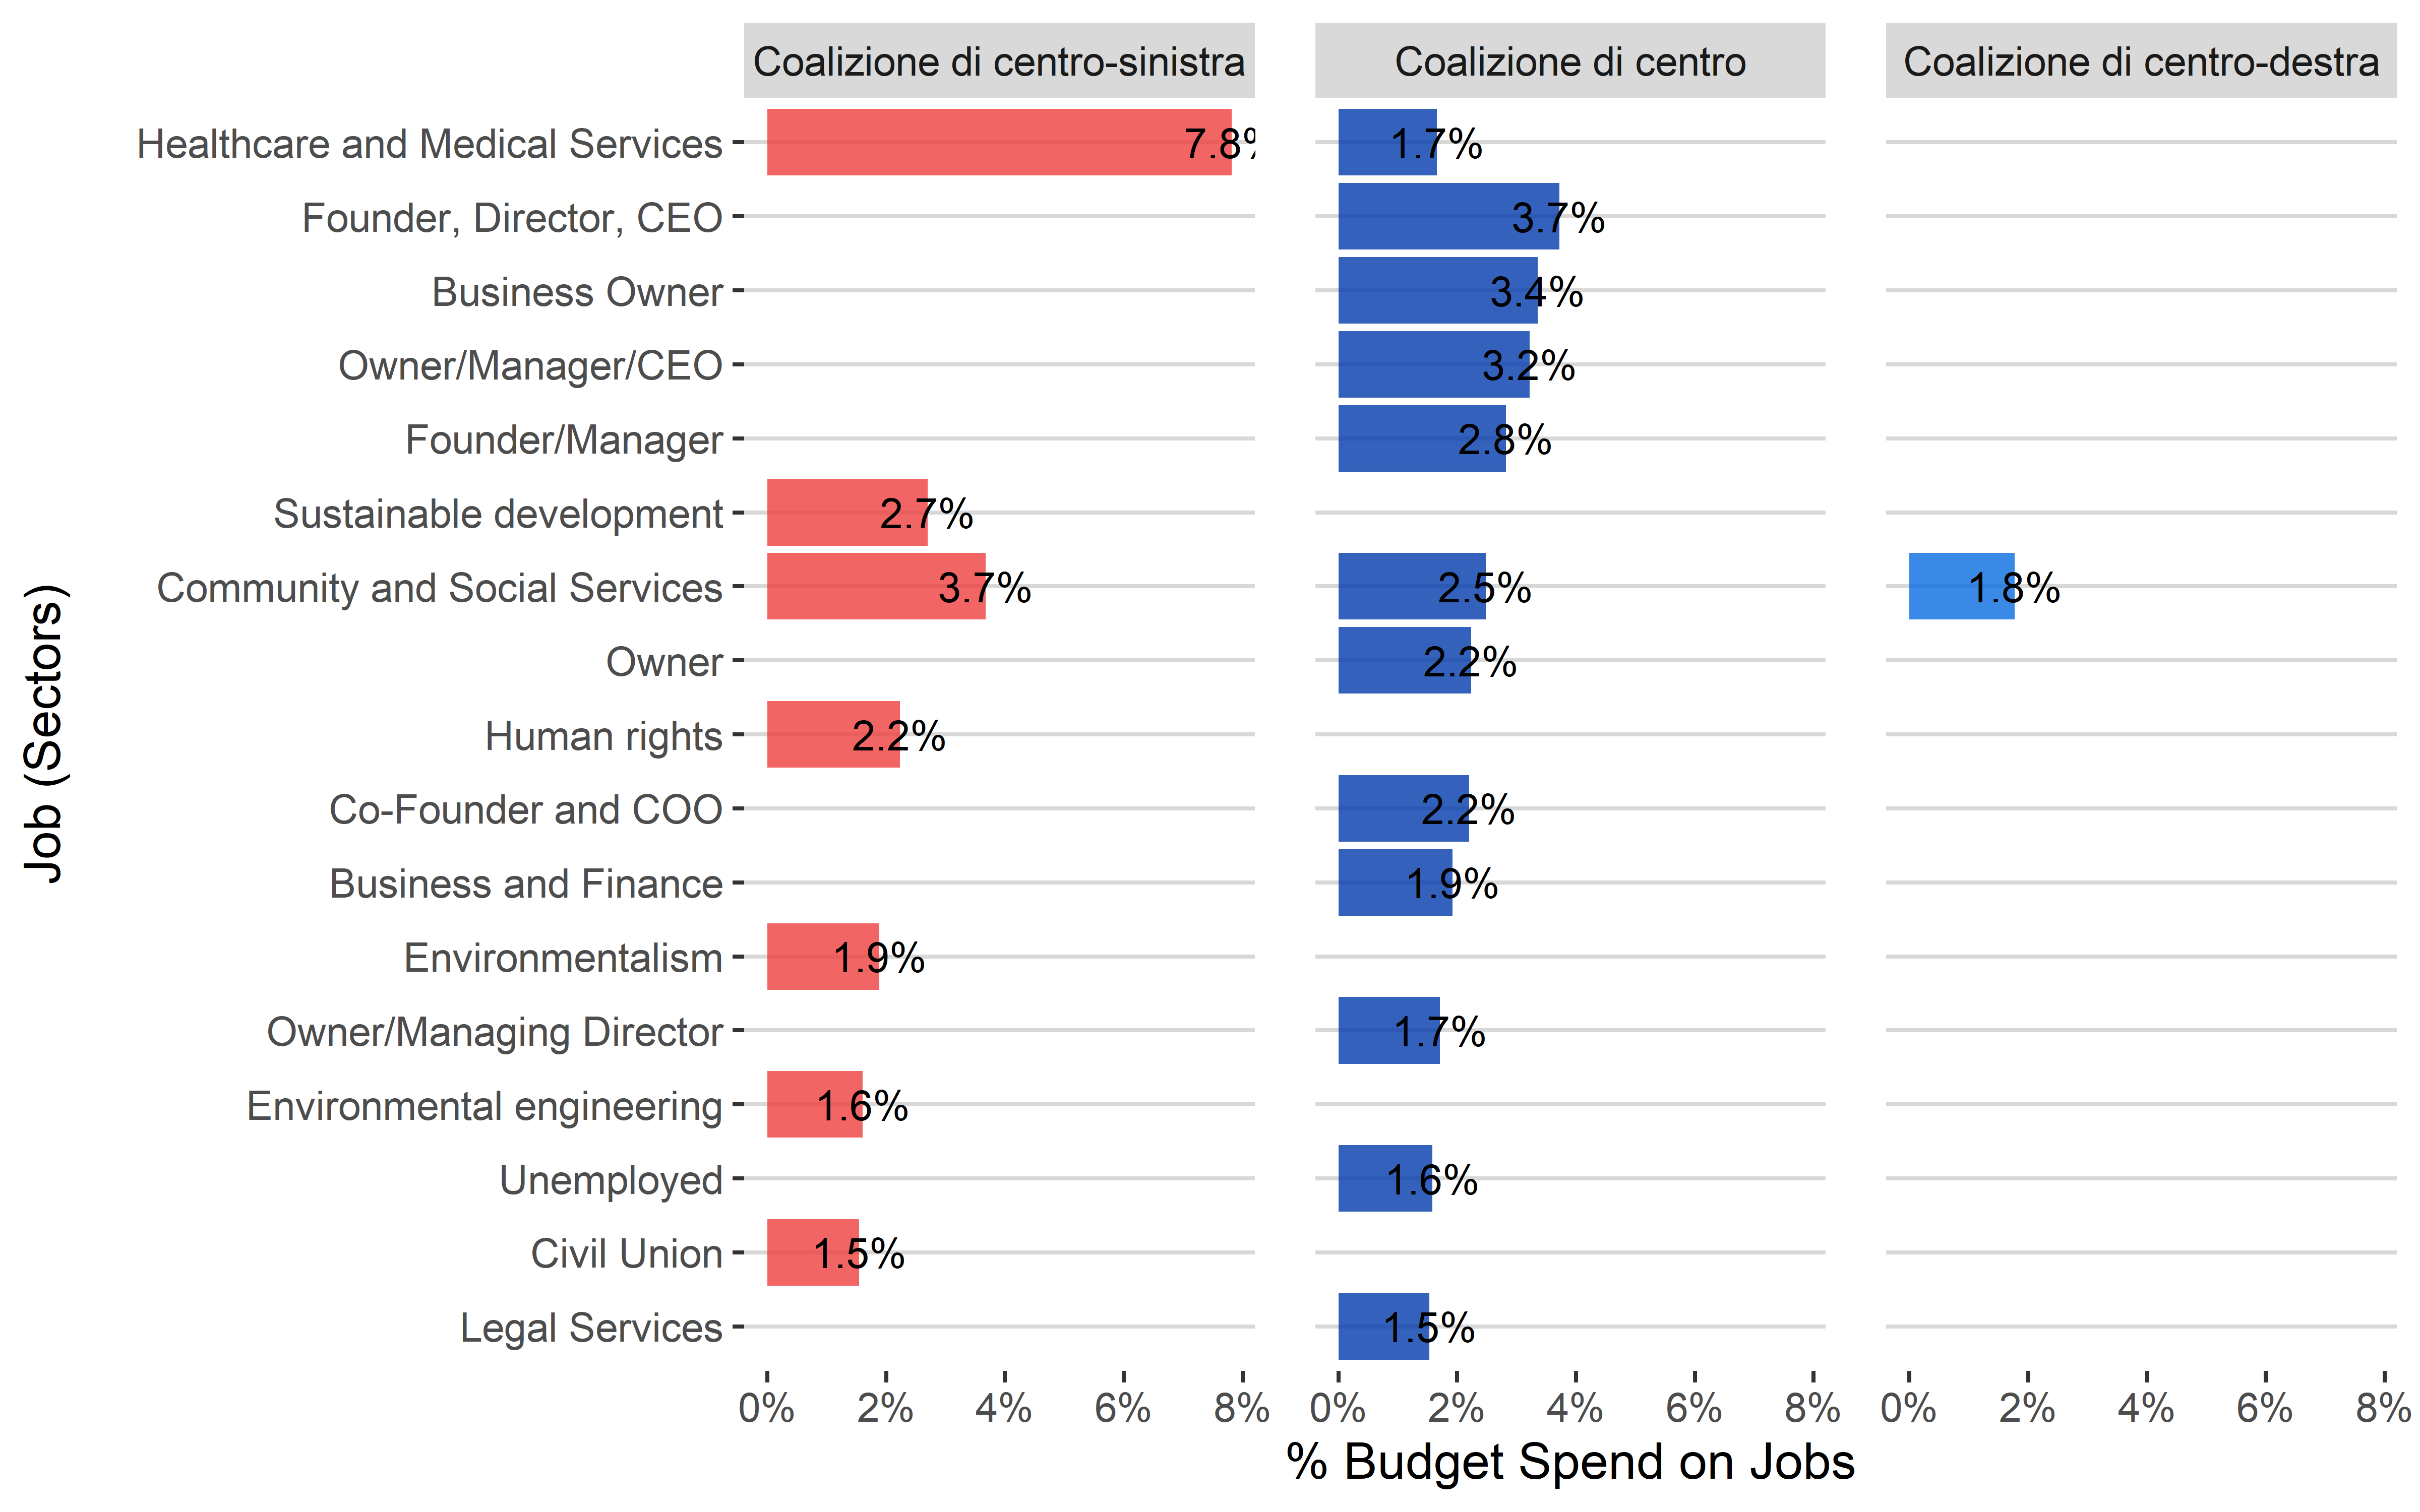 Coalizione di centro-sinistra Coalizione di centro Coalizione di centro-destra
Healthcare and Medical Services 7.8% 1.7%
Founder, Director, CEO 3.7%
Business Owner 3.4%
Owner/Manager/CEO 3.2%
Founder/Manager 2.8%
Sustainable development 2.7%
Community and Social Services 3.7% 2.5% 1.8%
Owner 2.2%
Human rights 2.2%
Co-Founder and COO 2.2%
Business and Finance 1.9%
Environmentalism 1.9%
Owner/Managing Director 1.7%
Environmental engineering 1.6%
Unemployed 1.6%
Civil Union 1.5%
Legal Services 1.5%
0% 2% 4% 6% 8% 0% 2% 4% 6% 8% 0% 2% 4% 6% 8%
% Budget Spend on Jobs
Job (Sectors)